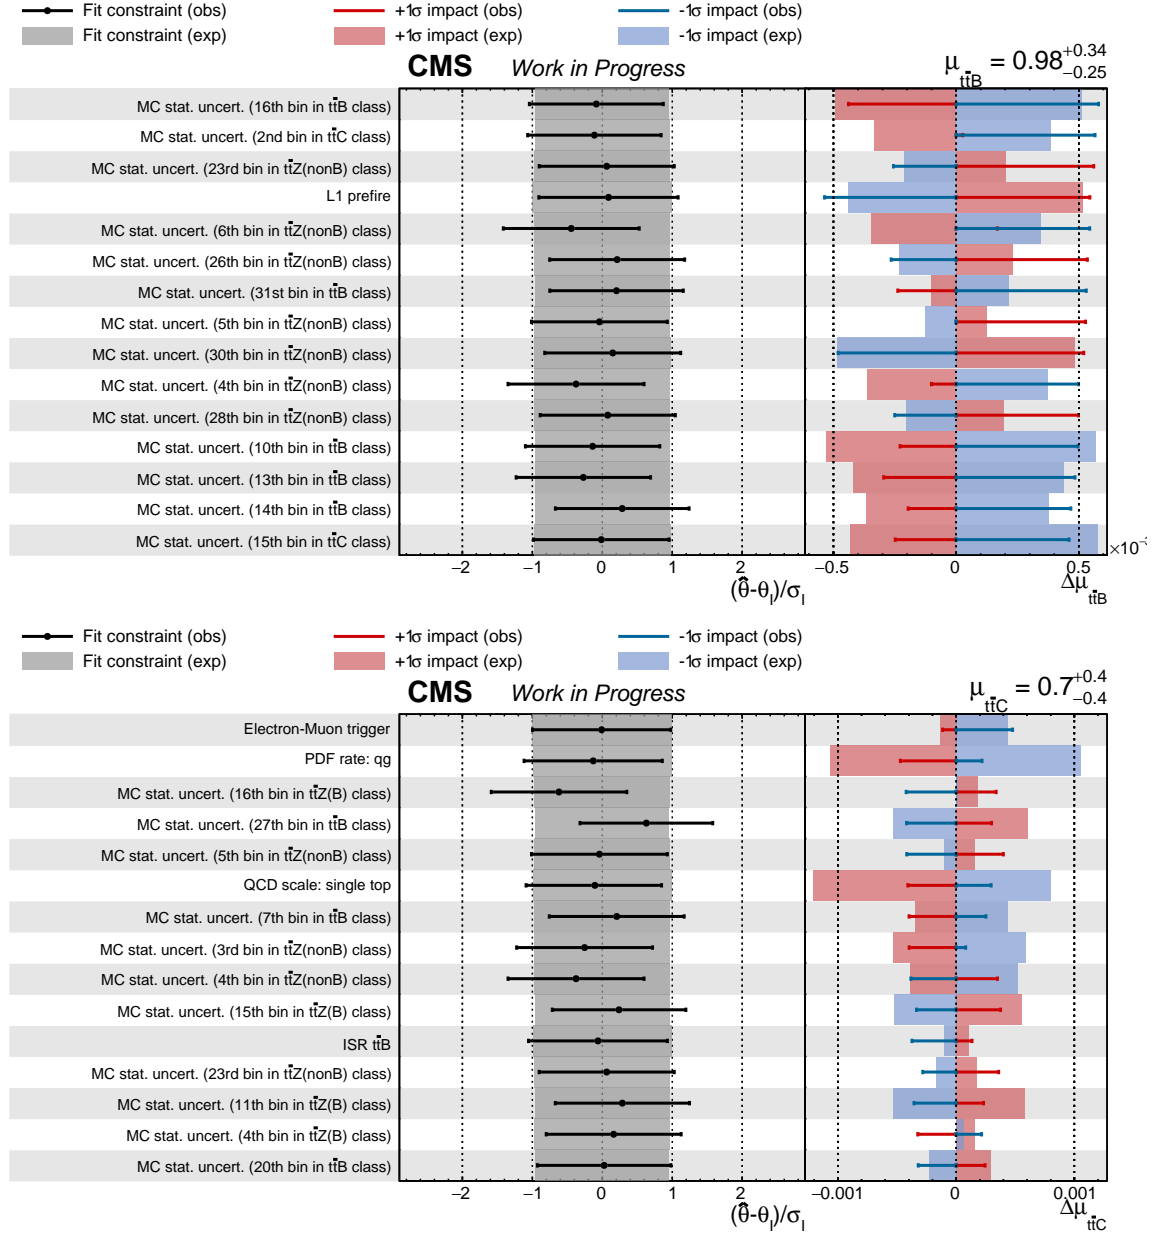 Fit constraint (obs) +1σ impact (obs) -1σ impact (obs)
Fit constraint (exp) +1σ impact (exp) -1σ impact (exp)
CMS Work in Progress μ_{tt̄B} = 0.98^{+0.34}_{−0.25}
MC stat. uncert. (16th bin in tt̄B class)
MC stat. uncert. (2nd bin in tt̄C class)
MC stat. uncert. (23rd bin in tt̄Z(nonB) class)
L1 prefire
MC stat. uncert. (6th bin in tt̄Z(nonB) class)
MC stat. uncert. (26th bin in tt̄Z(nonB) class)
MC stat. uncert. (31st bin in tt̄B class)
MC stat. uncert. (5th bin in tt̄Z(nonB) class)
MC stat. uncert. (30th bin in tt̄Z(nonB) class)
MC stat. uncert. (4th bin in tt̄Z(nonB) class)
MC stat. uncert. (28th bin in tt̄Z(nonB) class)
MC stat. uncert. (10th bin in tt̄B class)
MC stat. uncert. (13th bin in tt̄B class)
MC stat. uncert. (14th bin in tt̄B class)
MC stat. uncert. (15th bin in tt̄C class)
−2 −1 0 1 2 −0.5 0 0.5
(θ̂-θ_I)/σ_I Δμ_{tt̄B}
Fit constraint (obs) +1σ impact (obs) -1σ impact (obs)
Fit constraint (exp) +1σ impact (exp) -1σ impact (exp)
CMS Work in Progress μ_{tt̄C} = 0.7^{+0.4}_{−0.4}
Electron-Muon trigger
PDF rate: qg
MC stat. uncert. (16th bin in tt̄Z(B) class)
MC stat. uncert. (27th bin in tt̄B class)
MC stat. uncert. (5th bin in tt̄Z(nonB) class)
QCD scale: single top
MC stat. uncert. (7th bin in tt̄B class)
MC stat. uncert. (3rd bin in tt̄Z(nonB) class)
MC stat. uncert. (4th bin in tt̄Z(nonB) class)
MC stat. uncert. (15th bin in tt̄Z(B) class)
ISR tt̄B
MC stat. uncert. (23rd bin in tt̄Z(nonB) class)
MC stat. uncert. (11th bin in tt̄Z(B) class)
MC stat. uncert. (4th bin in tt̄Z(B) class)
MC stat. uncert. (20th bin in tt̄B class)
−2 −1 0 1 2 −0.001 0 0.001
(θ̂-θ_I)/σ_I Δμ_{tt̄C}